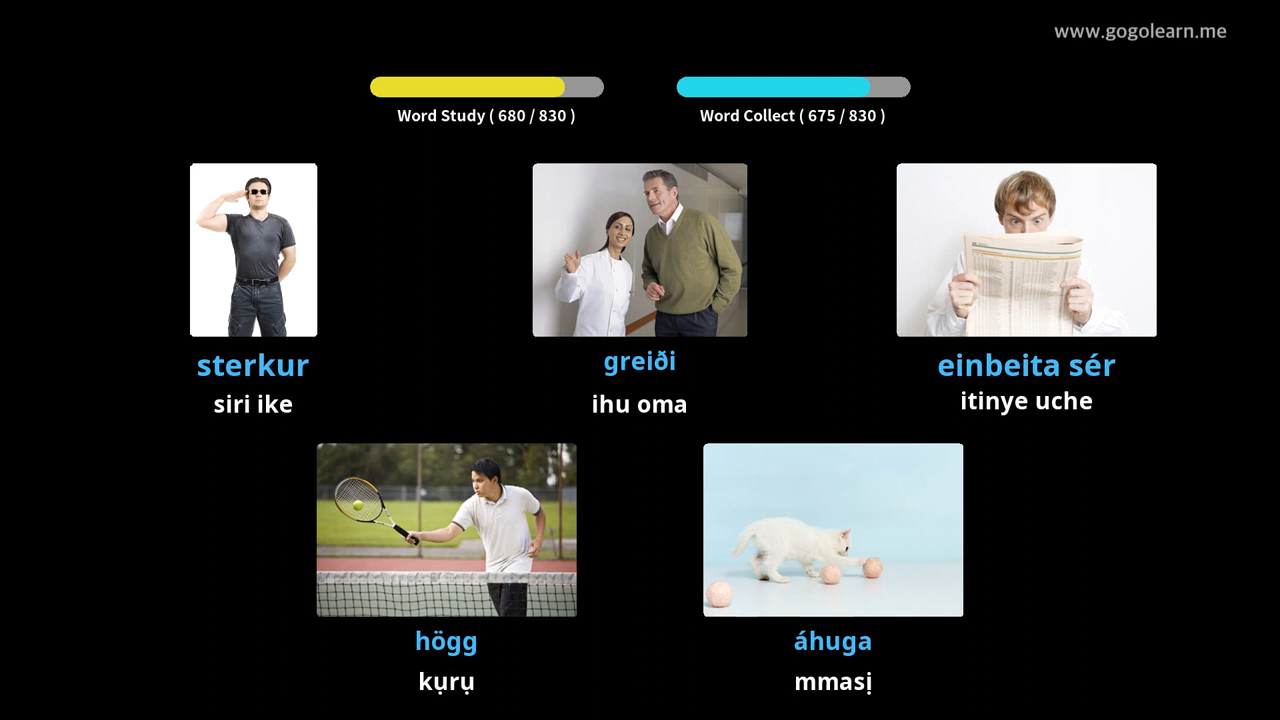 www.gogolearn.me
Word Study ( 680 / 830 )
Word Collect ( 675 / 830 )
sterkur
siri ike
greiði
ihu oma
einbeita sér
itinye uche
högg
kụrụ
áhuga
mmasị